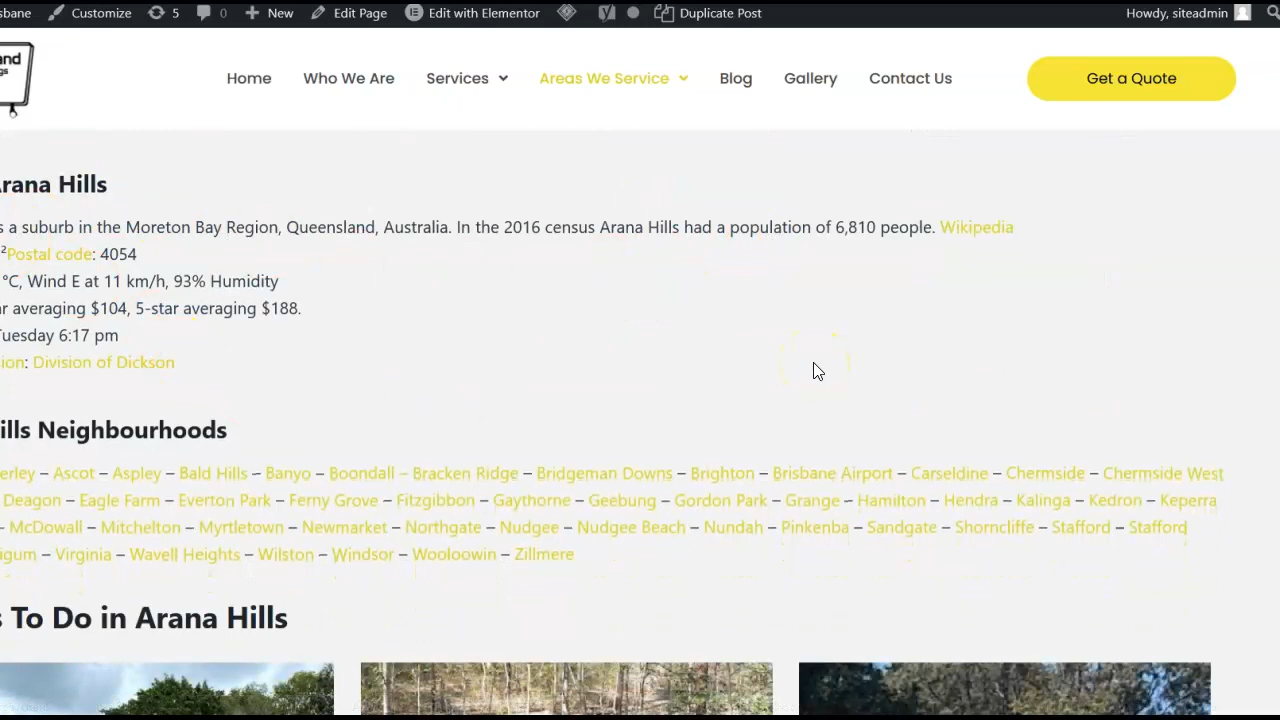 sbane Customize 5 0 New Edit Page Edit with Elementor Duplicate Post Howdy, siteadmin
and
gs
Home Who We Are Services Areas We Service Blog Gallery Contact Us Get a Quote
Arana Hills
s a suburb in the Moreton Bay Region, Queensland, Australia. In the 2016 census Arana Hills had a population of 6,810 people. Wikipedia
²Postal code: 4054
°C, Wind E at 11 km/h, 93% Humidity
ar averaging $104, 5-star averaging $188.
Tuesday 6:17 pm
ion: Division of Dickson
ills Neighbourhoods
erley – Ascot – Aspley – Bald Hills – Banyo – Boondall – Bracken Ridge – Bridgeman Downs – Brighton – Brisbane Airport – Carseldine – Chermside – Chermside West
Deagon – Eagle Farm – Everton Park – Ferny Grove – Fitzgibbon – Gaythorne – Geebung – Gordon Park – Grange – Hamilton – Hendra – Kalinga – Kedron – Keperra
– McDowall – Mitchelton – Myrtletown – Newmarket – Northgate – Nudgee – Nudgee Beach – Nundah – Pinkenba – Sandgate – Shorncliffe – Stafford – Stafford
igum – Virginia – Wavell Heights – Wilston – Windsor – Wooloowin – Zillmere
s To Do in Arana Hills